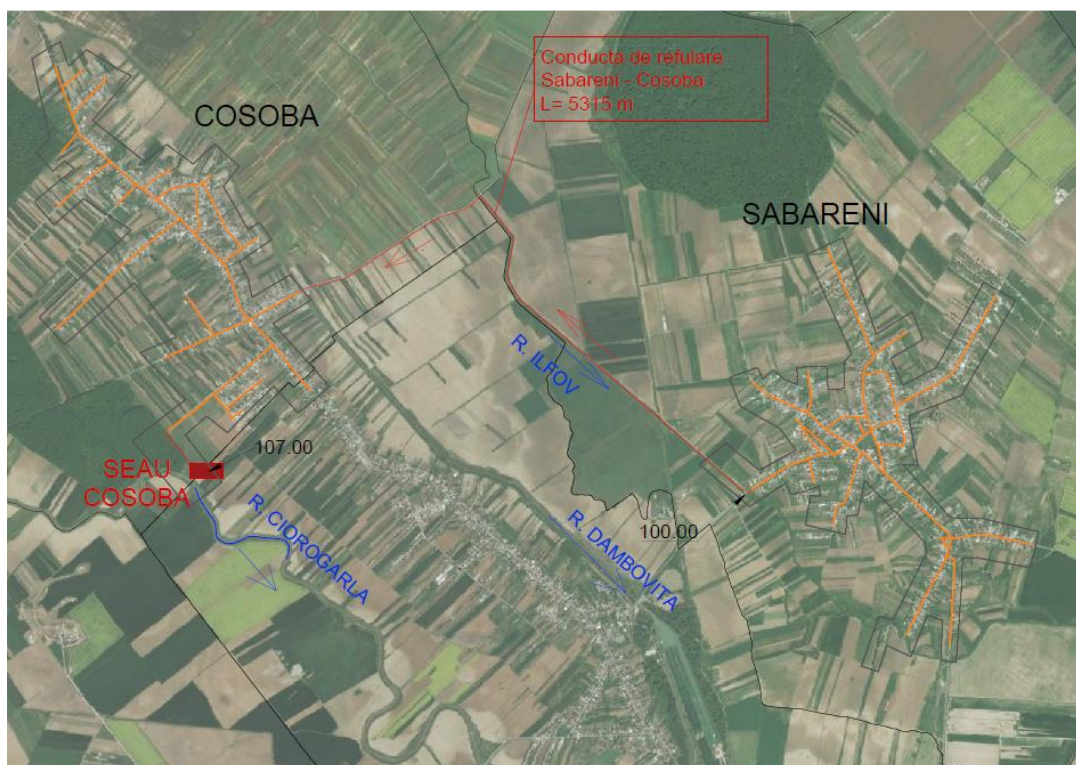 Conducta de refulare
Sabareni - Cosoba
L= 5315 m
COSOBA
SABARENI
R. ILFOV
107.00
SEAU
COSOBA
R. CIOROGARLA
R. DAMBOVITA
100.00